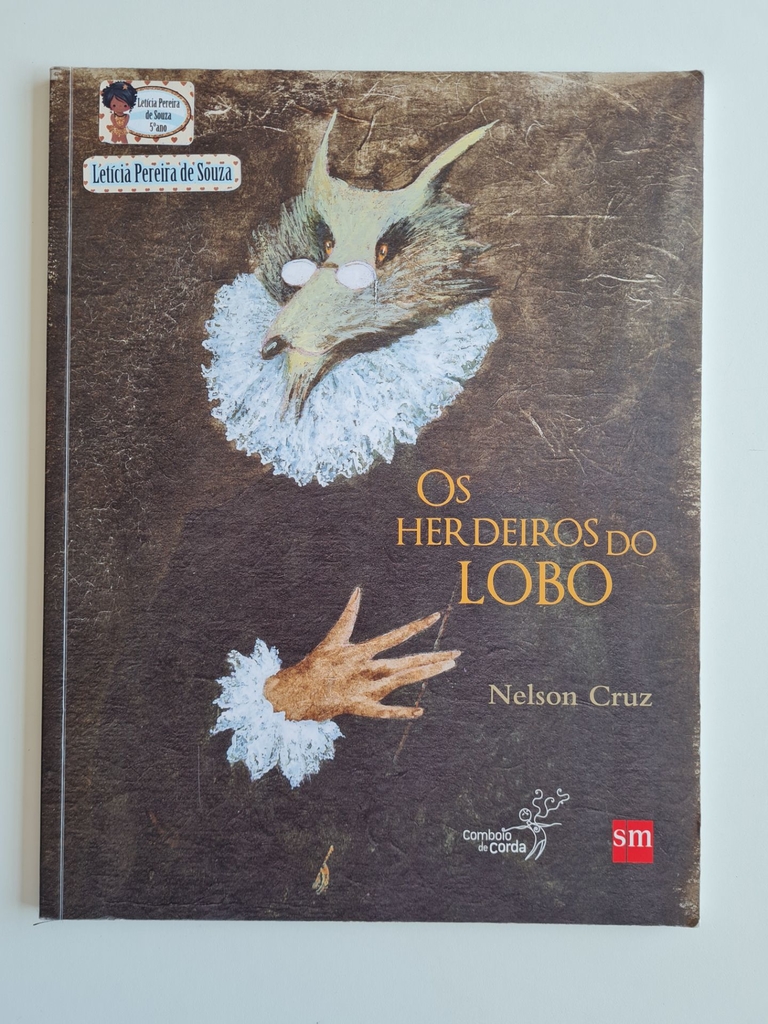 Letícia Pereira
de Souza
5º ano
Letícia Pereira de Souza
OS
HERDEIROS DO
LOBO
Nelson Cruz
comboio
de corda
sm